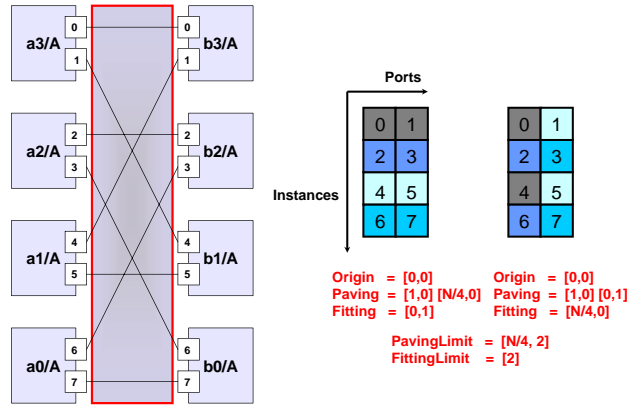 a3/A
0
1
0
1
b3/A
a2/A
2
3
2
3
b2/A
a1/A
4
5
4
5
b1/A
a0/A
6
7
6
7
b0/A
Ports
Instances
0 1
2 3
4 5
6 7
0 1
2 3
4 5
6 7
Origin = [0,0]
Paving = [1,0] [N/4,0]
Fitting = [0,1]
Origin = [0,0]
Paving = [1,0] [0,1]
Fitting = [N/4,0]
PavingLimit = [N/4, 2]
FittingLimit = [2]